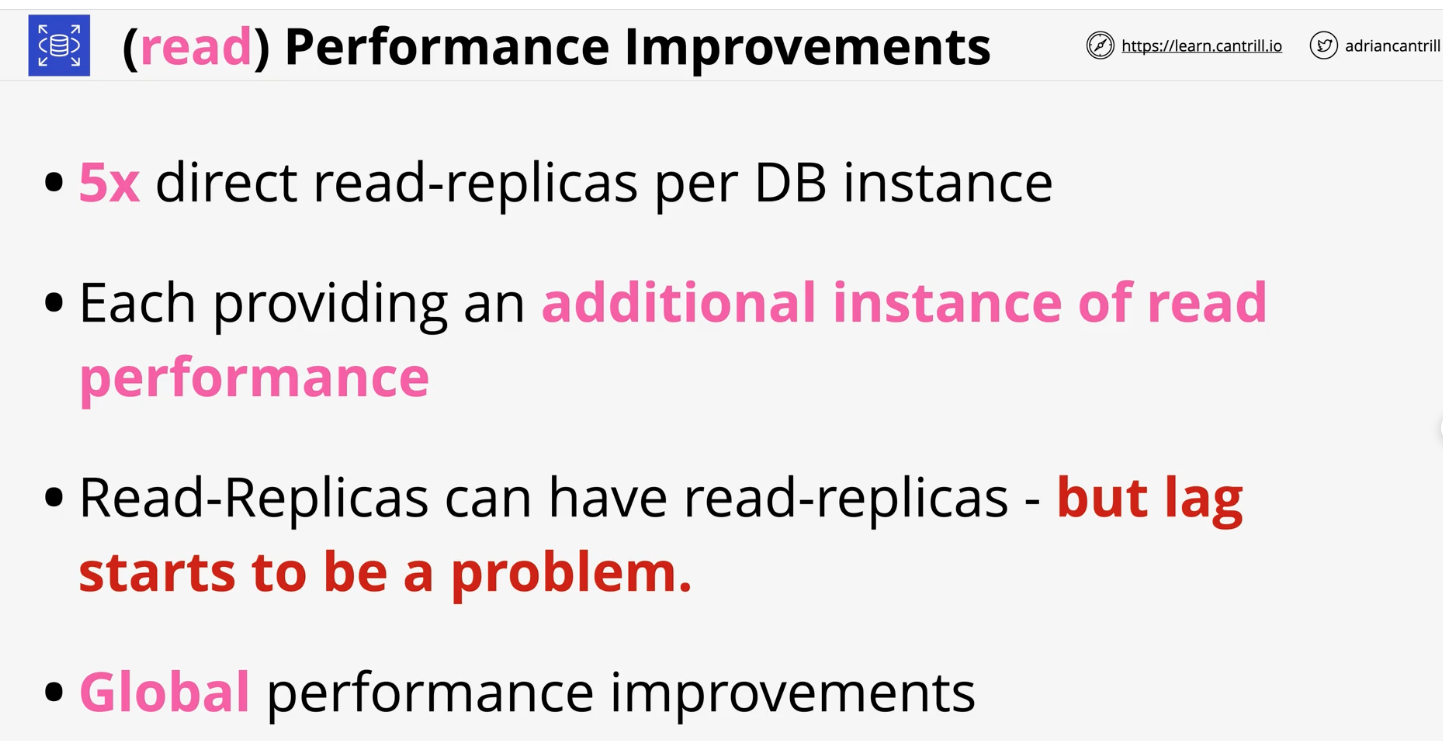 (read) Performance Improvements
https://learn.cantrill.io
adriancantrill
• 5x direct read-replicas per DB instance
• Each providing an additional instance of read
performance
• Read-Replicas can have read-replicas - but lag
starts to be a problem.
• Global performance improvements